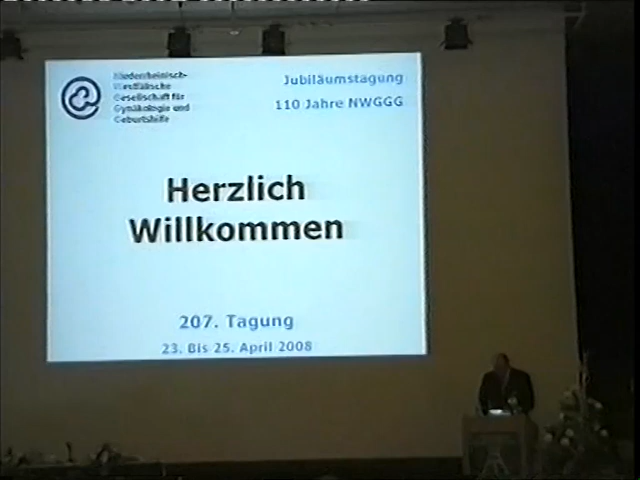 Niederrheinisch-
Westfälische
Gesellschaft für
Gynäkologie und
Geburtshilfe
Jubiläumstagung
110 Jahre NWGGG
Herzlich
Willkommen
207. Tagung
23. Bis 25. April 2008